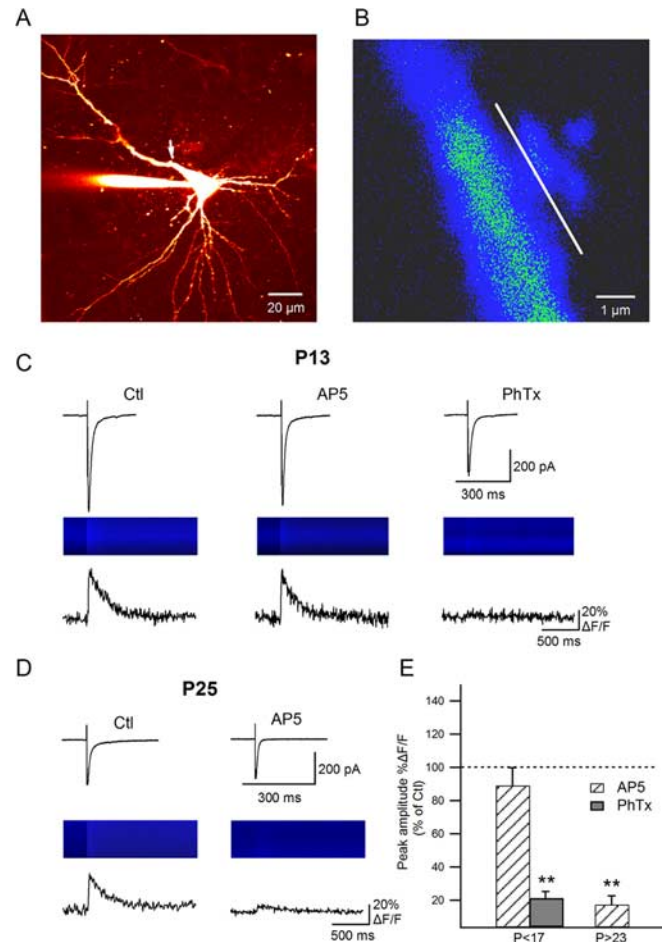 A
B
20 µm
1 µm
P13
C
Ctl
AP5
PhTx
200 pA
300 ms
20%
ΔF/F
500 ms
D
P25
Ctl
AP5
200 pA
300 ms
20%
ΔF/F
500 ms
E
Peak amplitude %ΔF/F
(% of Ctl)
140
120
100
80
60
40
20
AP5
PhTx
**
**
P<17
P>23